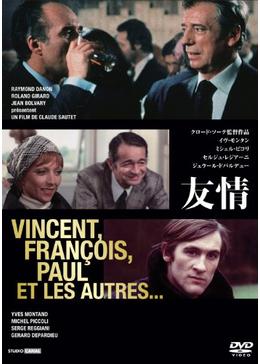 RAYMOND DANON
ROLAND GIRARD
JEAN BOLVARY
présentent
UN FILM DE CLAUDE SAUTET
クロード・ソーテ監督作品
イヴ・モンタン
ミシェル・ピコリ
セルジュ・レジアーニ
ジェラール・ドパルデュー
友情
VINCENT,
FRANÇOIS,
PAUL
ET LES AUTRES...
YVES MONTAND
MICHEL PICCOLI
SERGE REGGIANI
GERARD DEPARDIEU
STUDIO CANAL
DVD
VIDEO